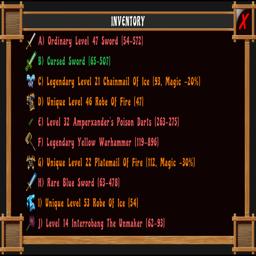 INVENTORY
X
A) Ordinary Level 47 Sword (54-572)
B) Cursed Sword (65-507)
C) Legendary Level 21 Chainmail Of Ice (93, Magic -20%)
D) Unique Level 46 Robe Of Fire (47)
E) Level 32 Amperxander's Poison Darts (263-275)
F) Legendary Yellow Warhammer (119-896)
G) Unique Level 22 Platemail Of Fire (112, Magic -30%)
H) Rare Blue Sword (63-478)
I) Unique Level 53 Robe Of Ice (54)
J) Level 14 Interrobang The Unmaker (62-93)